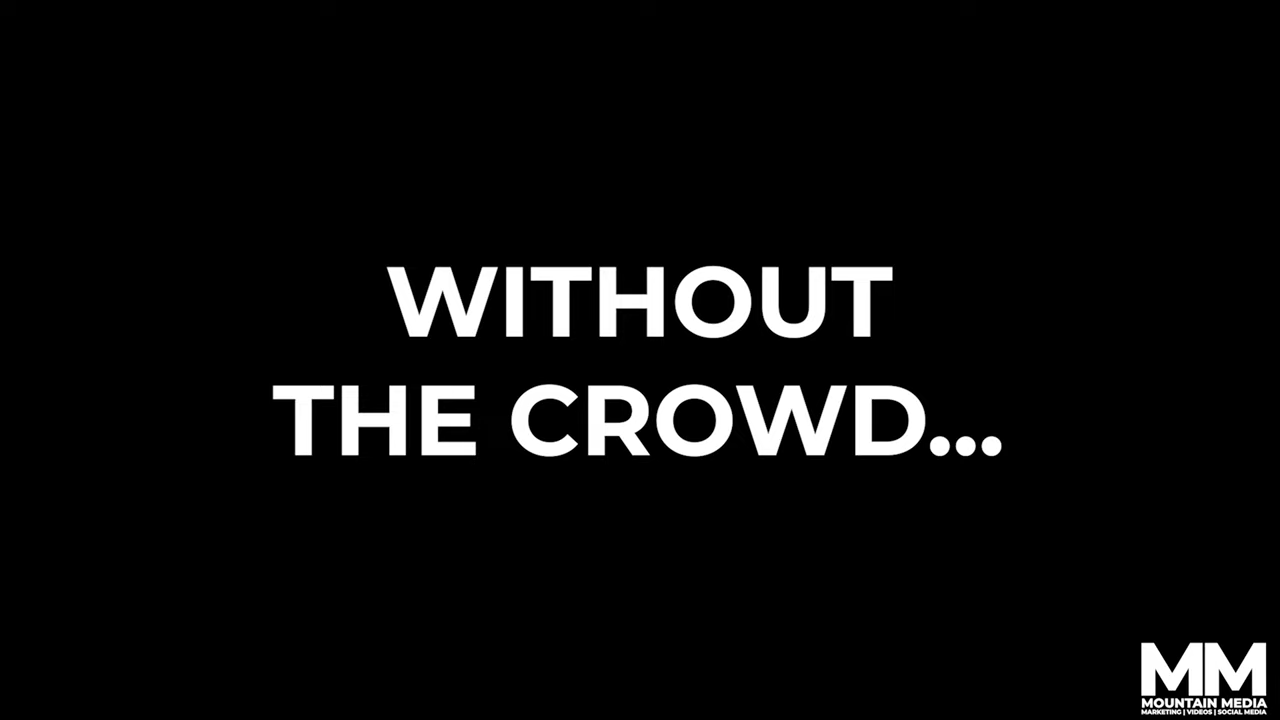 WITHOUT
THE CROWD...
MM
MOUNTAIN MEDIA
MARKETING | VIDEOS | SOCIAL MEDIA